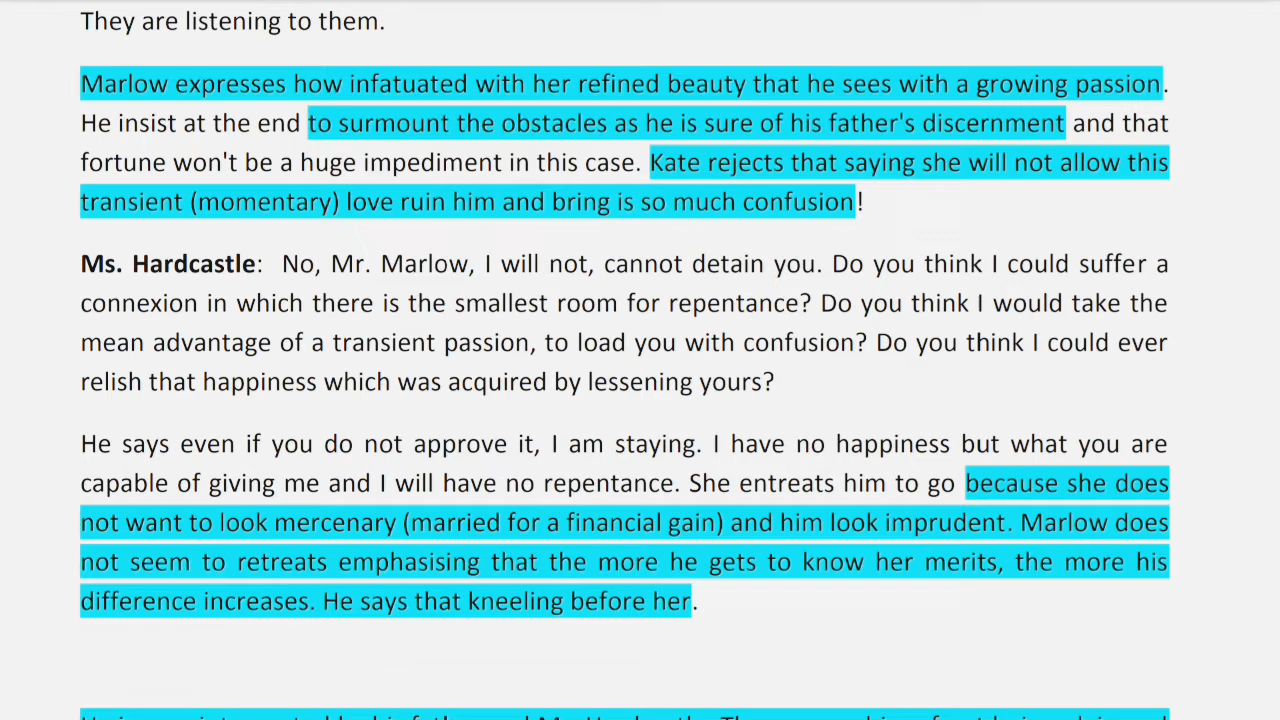 They are listening to them.
Marlow expresses how infatuated with her refined beauty that he sees with a growing passion.
He insist at the end to surmount the obstacles as he is sure of his father's discernment and that
fortune won't be a huge impediment in this case. Kate rejects that saying she will not allow this
transient (momentary) love ruin him and bring is so much confusion!
Ms. Hardcastle: No, Mr. Marlow, I will not, cannot detain you. Do you think I could suffer a
connexion in which there is the smallest room for repentance? Do you think I would take the
mean advantage of a transient passion, to load you with confusion? Do you think I could ever
relish that happiness which was acquired by lessening yours?
He says even if you do not approve it, I am staying. I have no happiness but what you are
capable of giving me and I will have no repentance. She entreats him to go because she does
not want to look mercenary (married for a financial gain) and him look imprudent. Marlow does
not seem to retreats emphasising that the more he gets to know her merits, the more his
difference increases. He says that kneeling before her.